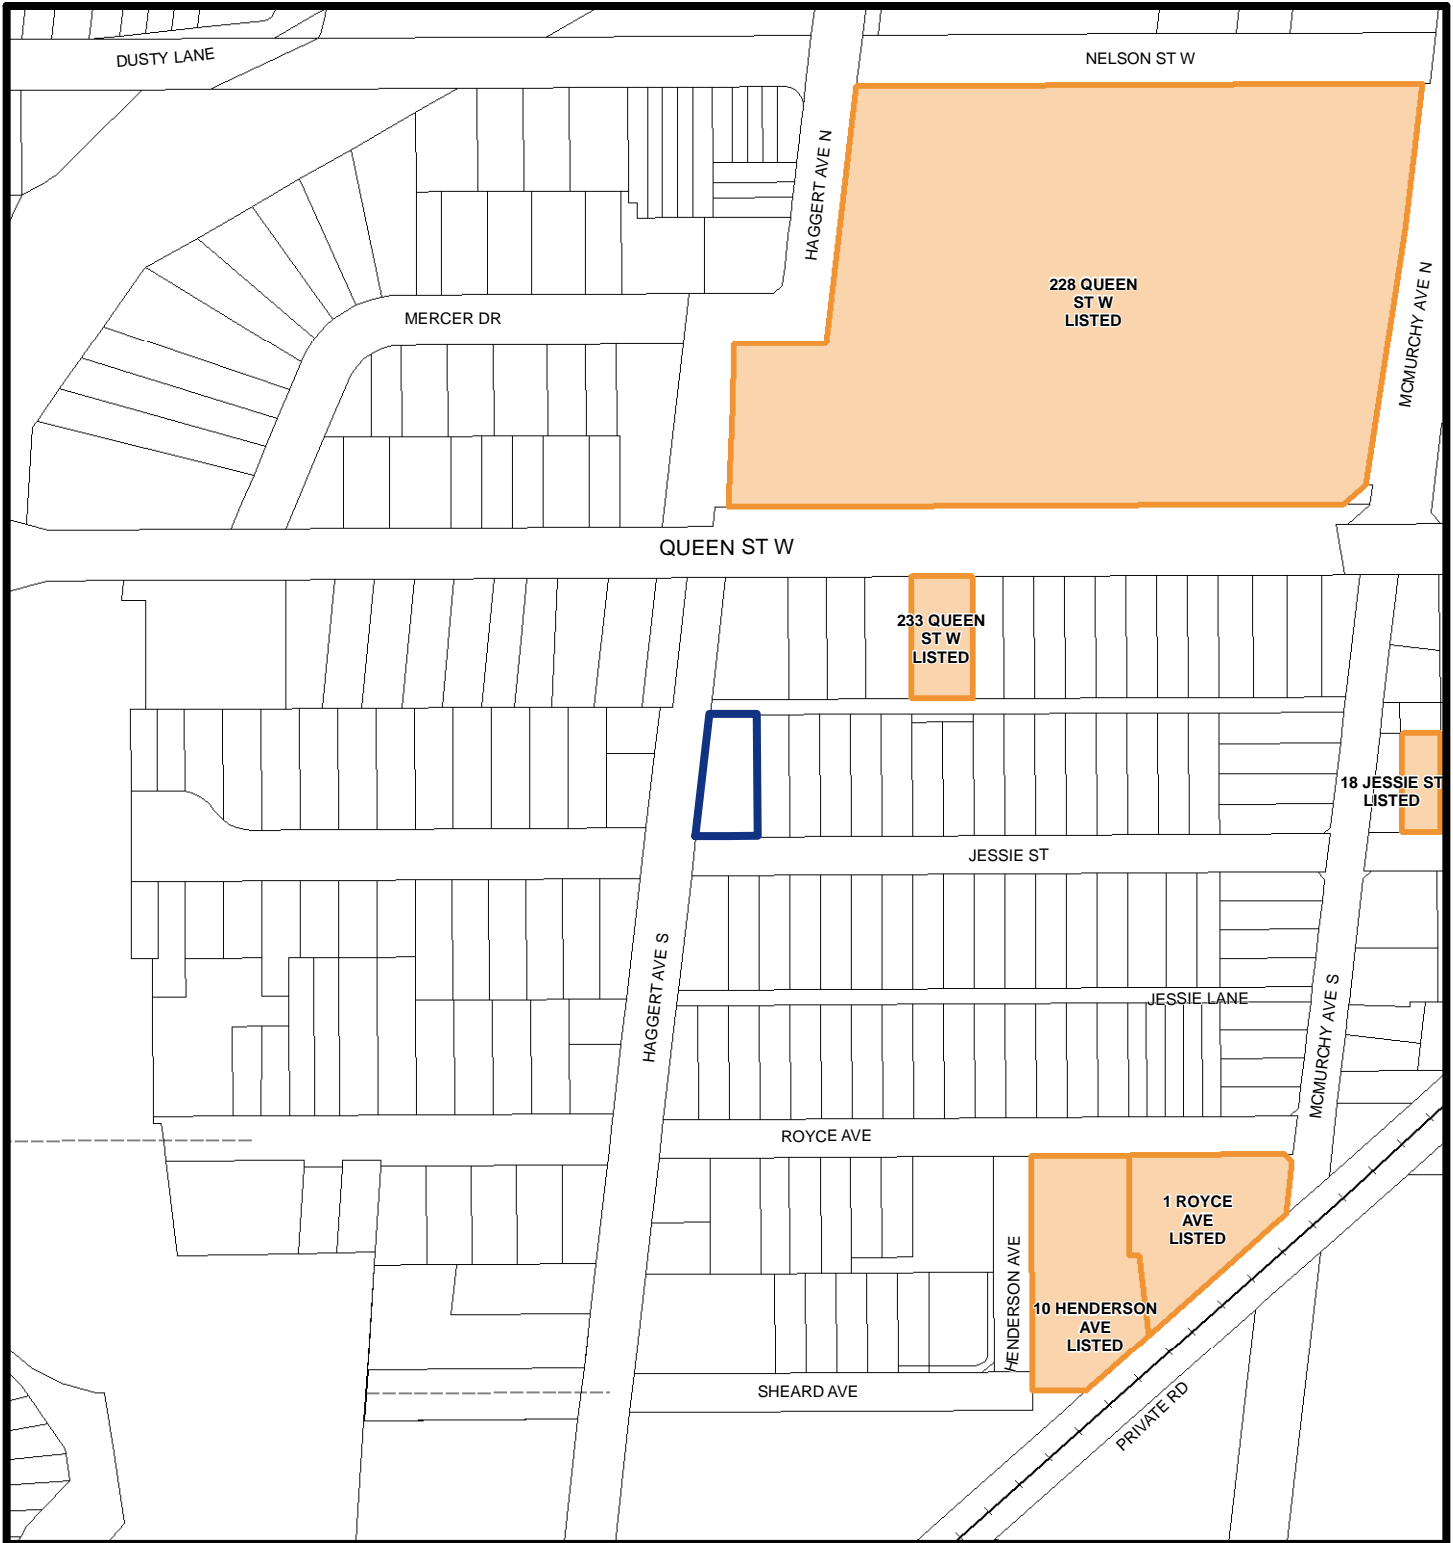 DUSTY LANE
NELSON ST W
HAGGERT AVE N
228 QUEEN
ST W
LISTED
MCMURCHY AVE N
MERCER DR
QUEEN ST W
233 QUEEN
ST W
LISTED
18 JESSIE ST
LISTED
JESSIE ST
HAGGERT AVE S
JESSIE LANE
MCMURCHY AVE S
ROYCE AVE
1 ROYCE
AVE
LISTED
HENDERSON AVE
10 HENDERSON
AVE
LISTED
SHEARD AVE
PRIVATE RD